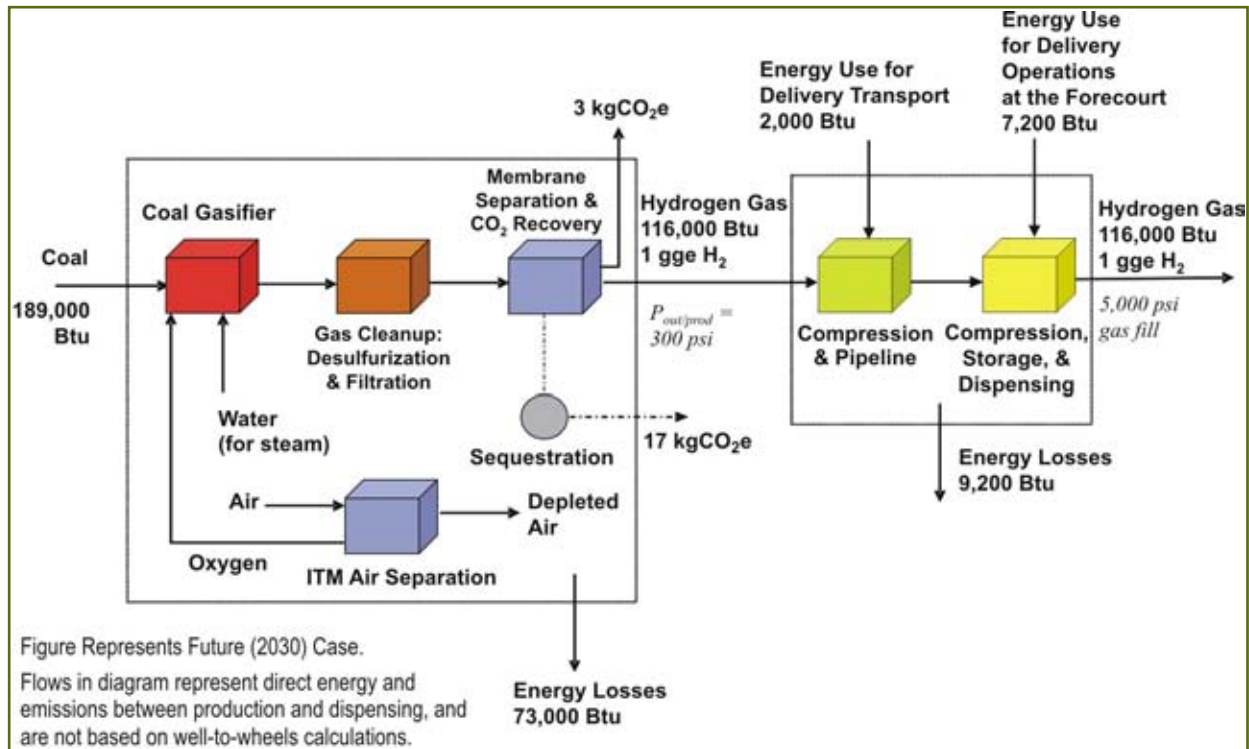 Energy Use
for Delivery
Operations
at the Forecourt
7,200 Btu
Energy Use for
Delivery Transport
2,000 Btu
3 kgCO₂e
Membrane
Separation &
CO₂ Recovery
Coal Gasifier
Hydrogen Gas
116,000 Btu
1 gge H₂
Hydrogen Gas
116,000 Btu
1 gge H₂
Coal
189,000
Btu
P out/prod =
300 psi
5,000 psi
gas fill
Gas Cleanup:
Desulfurization
& Filtration
Compression
& Pipeline
Compression,
Storage, &
Dispensing
Water
(for steam)
Sequestration
17 kgCO₂e
Energy Losses
9,200 Btu
Air
Depleted
Air
Oxygen
ITM Air Separation
Figure Represents Future (2030) Case.
Flows in diagram represent direct energy and
emissions between production and dispensing, and
are not based on well-to-wheels calculations.
Energy Losses
73,000 Btu